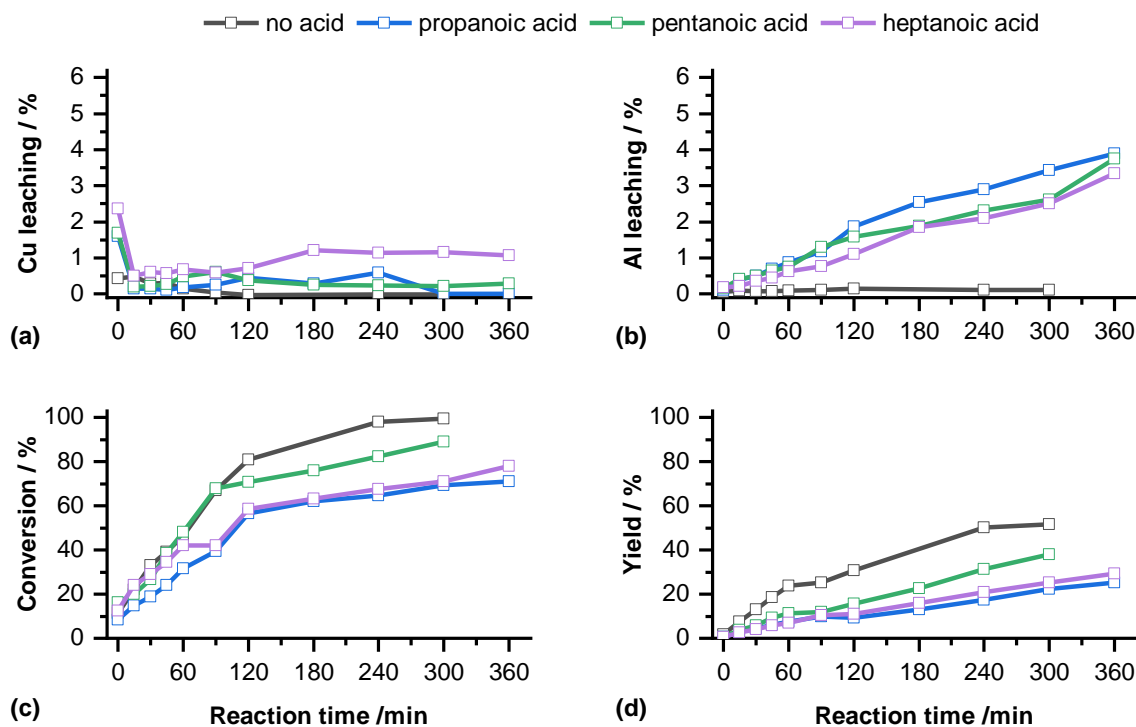 no acid propanoic acid pentanoic acid heptanoic acid
6
5
4
3
2
1
0
Cu leaching / %
0 60 120 180 240 300 360
(a)
6
5
4
3
2
1
0
Al leaching / %
0 60 120 180 240 300 360
(b)
100
80
60
40
20
0
Conversion / %
0 60 120 180 240 300 360
Reaction time /min
(c)
100
80
60
40
20
0
Yield / %
0 60 120 180 240 300 360
Reaction time /min
(d)